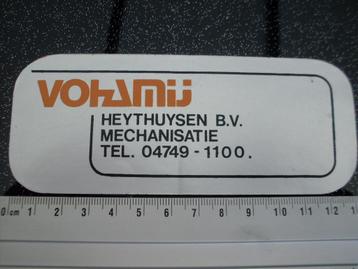 VOHAMIJ
HEYTHUYSEN B.V.
MECHANISATIE
TEL. 04749-1100.
0 cm 1 2 3 4 5 6 7 8 9 10 11 12